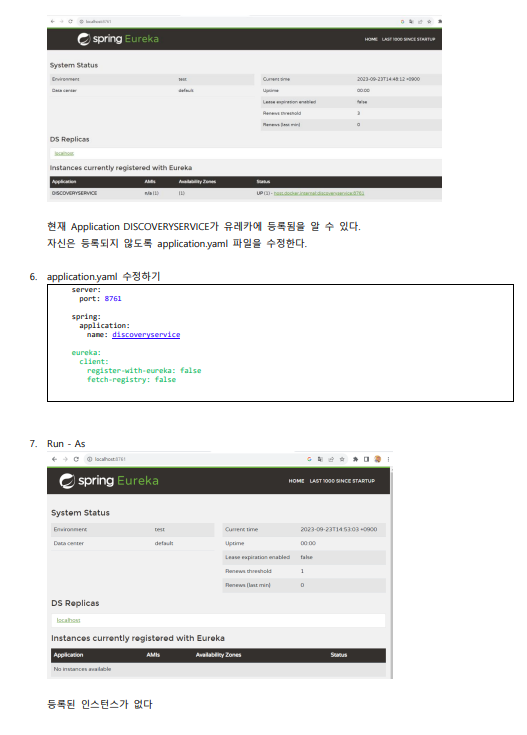 localhost:8761
spring Eureka
HOME LAST 1000 SINCE STARTUP
System Status
Environment test
Data center default
Current time 2023-09-23T14:48:12 +0900
Uptime 00:00
Lease expiration enabled false
Renews threshold 3
Renews (last min) 0
DS Replicas
localhost
Instances currently registered with Eureka
Application AMIs Availability Zones Status
DISCOVERYSERVICE n/a (1) (1) UP (1) -
현재 Application DISCOVERYSERVICE가 유레카에 등록됨을 알 수 있다.
자신은 등록되지 않도록 application.yaml 파일을 수정한다.
6. application.yaml 수정하기
server:
port: 8761
spring:
application:
name: discoveryservice
eureka:
client:
register-with-eureka: false
fetch-registry: false
7. Run - As
localhost:8761
spring Eureka
HOME LAST 1000 SINCE STARTUP
System Status
Environment test
Data center default
Current time 2023-09-23T14:53:03 +0900
Uptime 00:00
Lease expiration enabled false
Renews threshold 1
Renews (last min) 0
DS Replicas
localhost
Instances currently registered with Eureka
Application AMIs Availability Zones Status
No instances available
등록된 인스턴스가 없다